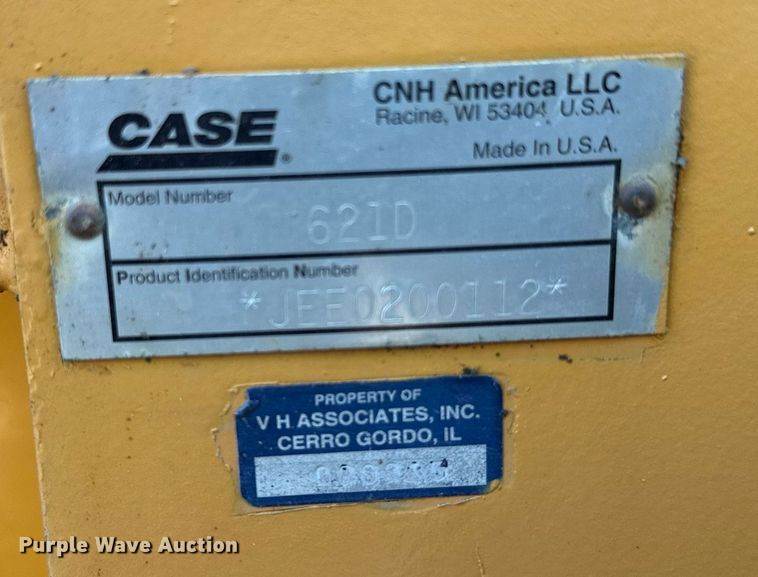 CASE®
CNH America LLC
Racine, WI 53404 U.S.A.
Made In U.S.A.
Model Number
621D
Product Identification Number
*JEE0200112*
PROPERTY OF
V H ASSOCIATES, INC.
CERRO GORDO, IL
Purple Wave Auction